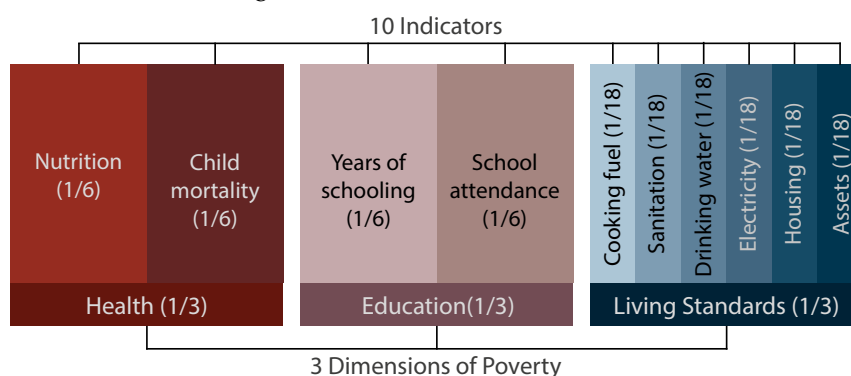 10 Indicators
Nutrition
(1/6)
Child
mortality
(1/6)
Years of
schooling
(1/6)
School
attendance
(1/6)
Cooking fuel (1/18)
Sanitation (1/18)
Drinking water (1/18)
Electricity (1/18)
Housing (1/18)
Assets (1/18)
Health (1/3)
Education(1/3)
Living Standards (1/3)
3 Dimensions of Poverty